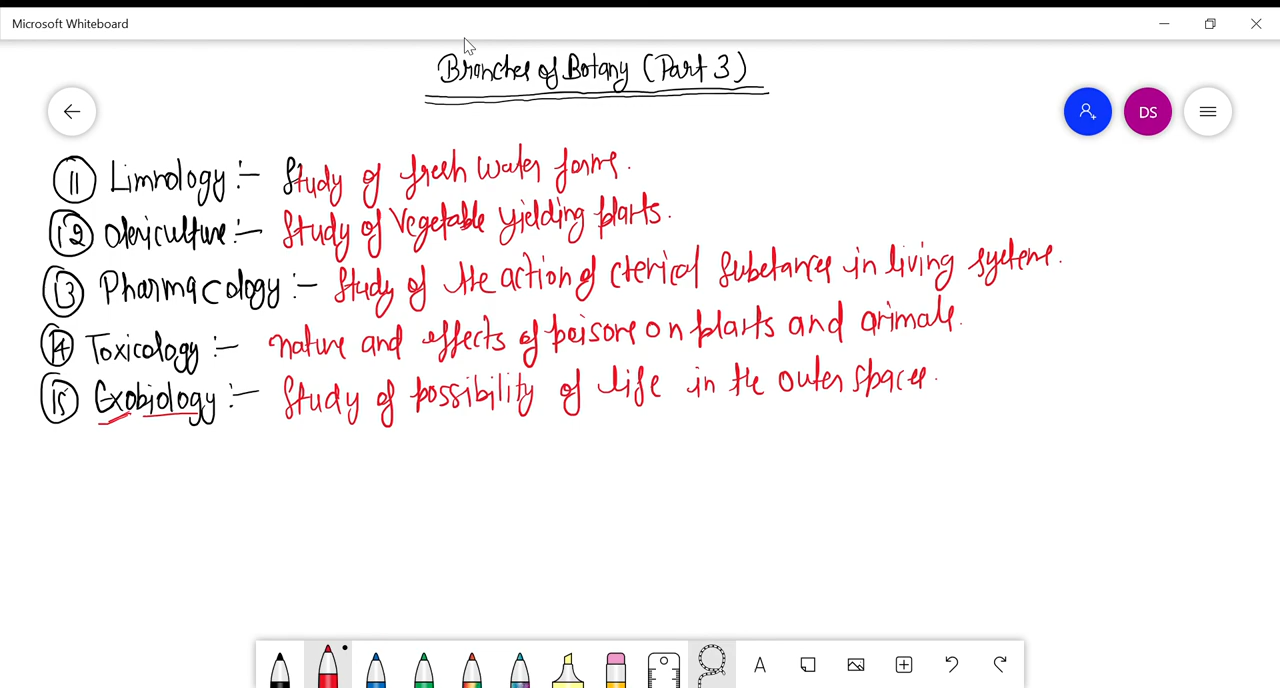 Microsoft Whiteboard
Branches of Botany (Part 3)
DS
11 Limnology :- Study of fresh water forms.
12 Olericulture :- Study of Vegetable yielding plants.
13 Pharmacology :- Study of the action of chemical substances in living systems.
14 Toxicology :- nature and effects of poisons on plants and animals.
15 Exobiology :- Study of possibility of life in the outer spaces.
A